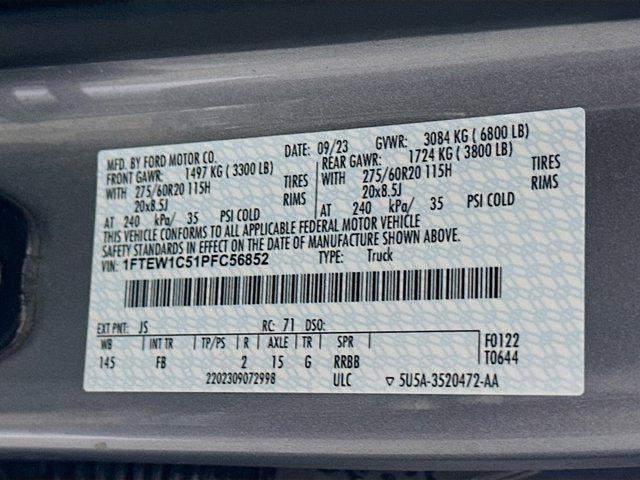 MFD. BY FORD MOTOR CO. DATE: 09/23 GVWR: 3084 KG ( 6800 LB)
FRONT GAWR: 1497 KG ( 3300 LB) REAR GAWR: 1724 KG ( 3800 LB)
WITH 275/60R20 115H TIRES WITH 275/60R20 115H TIRES
20x8.5J RIMS 20x8.5J RIMS
AT 240 kPa/ 35 PSI COLD AT 240 kPa/ 35 PSI COLD
THIS VEHICLE CONFORMS TO ALL APPLICABLE FEDERAL MOTOR VEHICLE
SAFETY STANDARDS IN EFFECT ON THE DATE OF MANUFACTURE SHOWN ABOVE.
VIN: 1FTEW1C51PFC56852 TYPE: Truck
EXT PNT: JS RC: 71 DSO:
WB INT TR TP/PS R AXLE TR SPR F0122
145 FB 2 15 G RRBB T0644
2202309072998 ULC ▽ 5U5A-3520472-AA